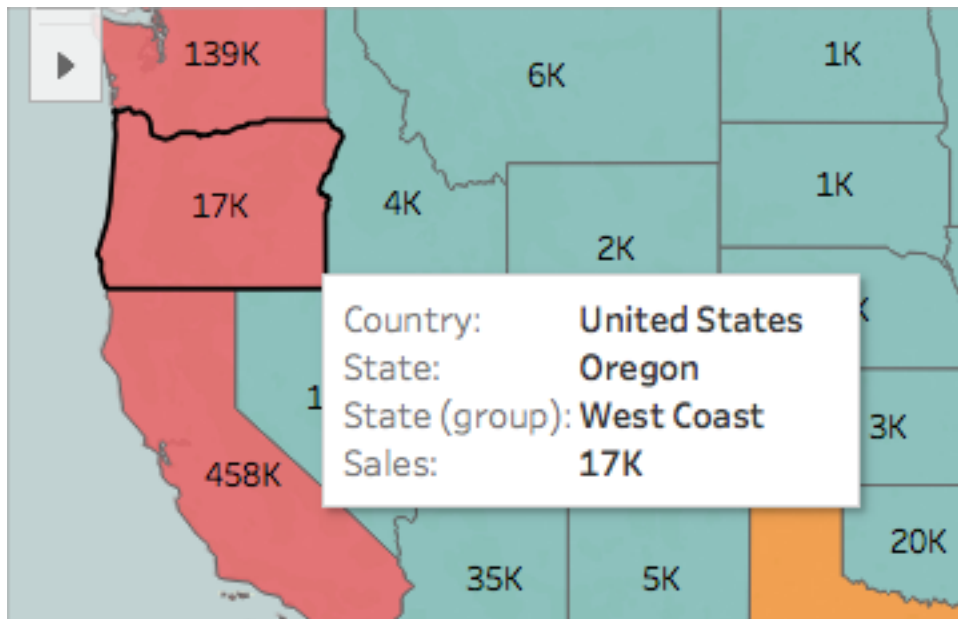 139K
6K
1K
17K
4K
1K
2K
Country: United States
State: Oregon
State (group): West Coast
Sales: 17K
3K
458K
20K
35K
5K